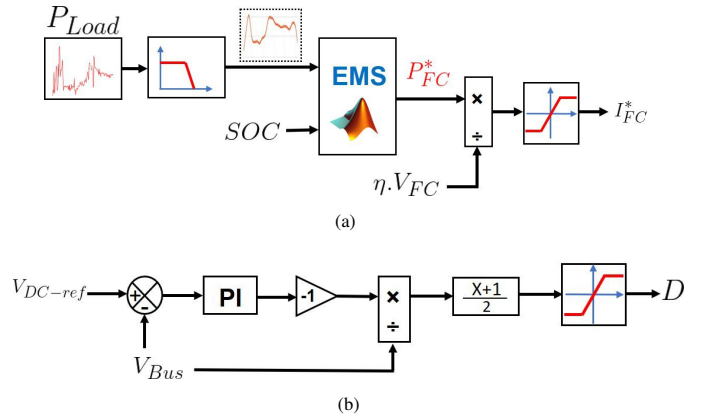 P_Load
EMS
P*_FC
×
÷
I*_FC
SOC
η.V_FC
(a)
V_DC-ref
+
-
PI
-1
×
÷
X+1
2
D
V_Bus
(b)